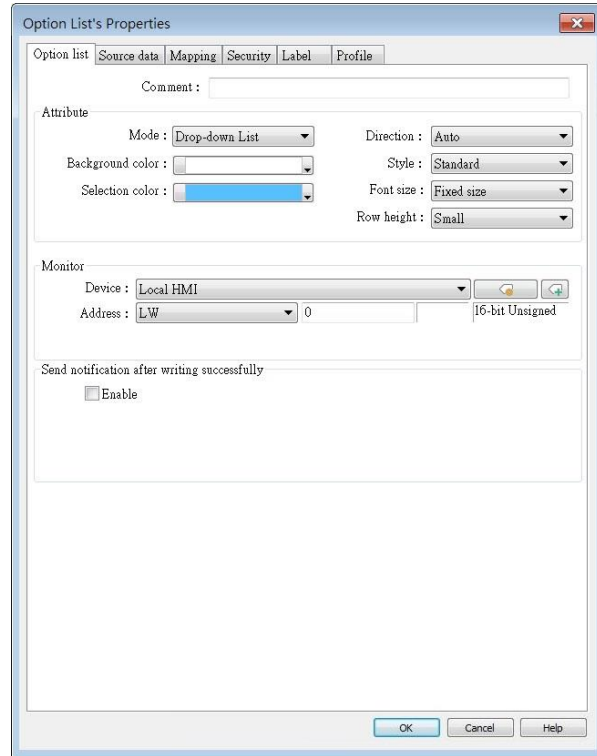 Option List's Properties
Option list Source data Mapping Security Label Profile
Comment :
Attribute
Mode : Drop-down List Direction : Auto
Background color : Style : Standard
Selection color : Font size : Fixed size
Row height : Small
Monitor
Device : Local HMI
Address : LW 0 16-bit Unsigned
Send notification after writing successfully
Enable
OK Cancel Help